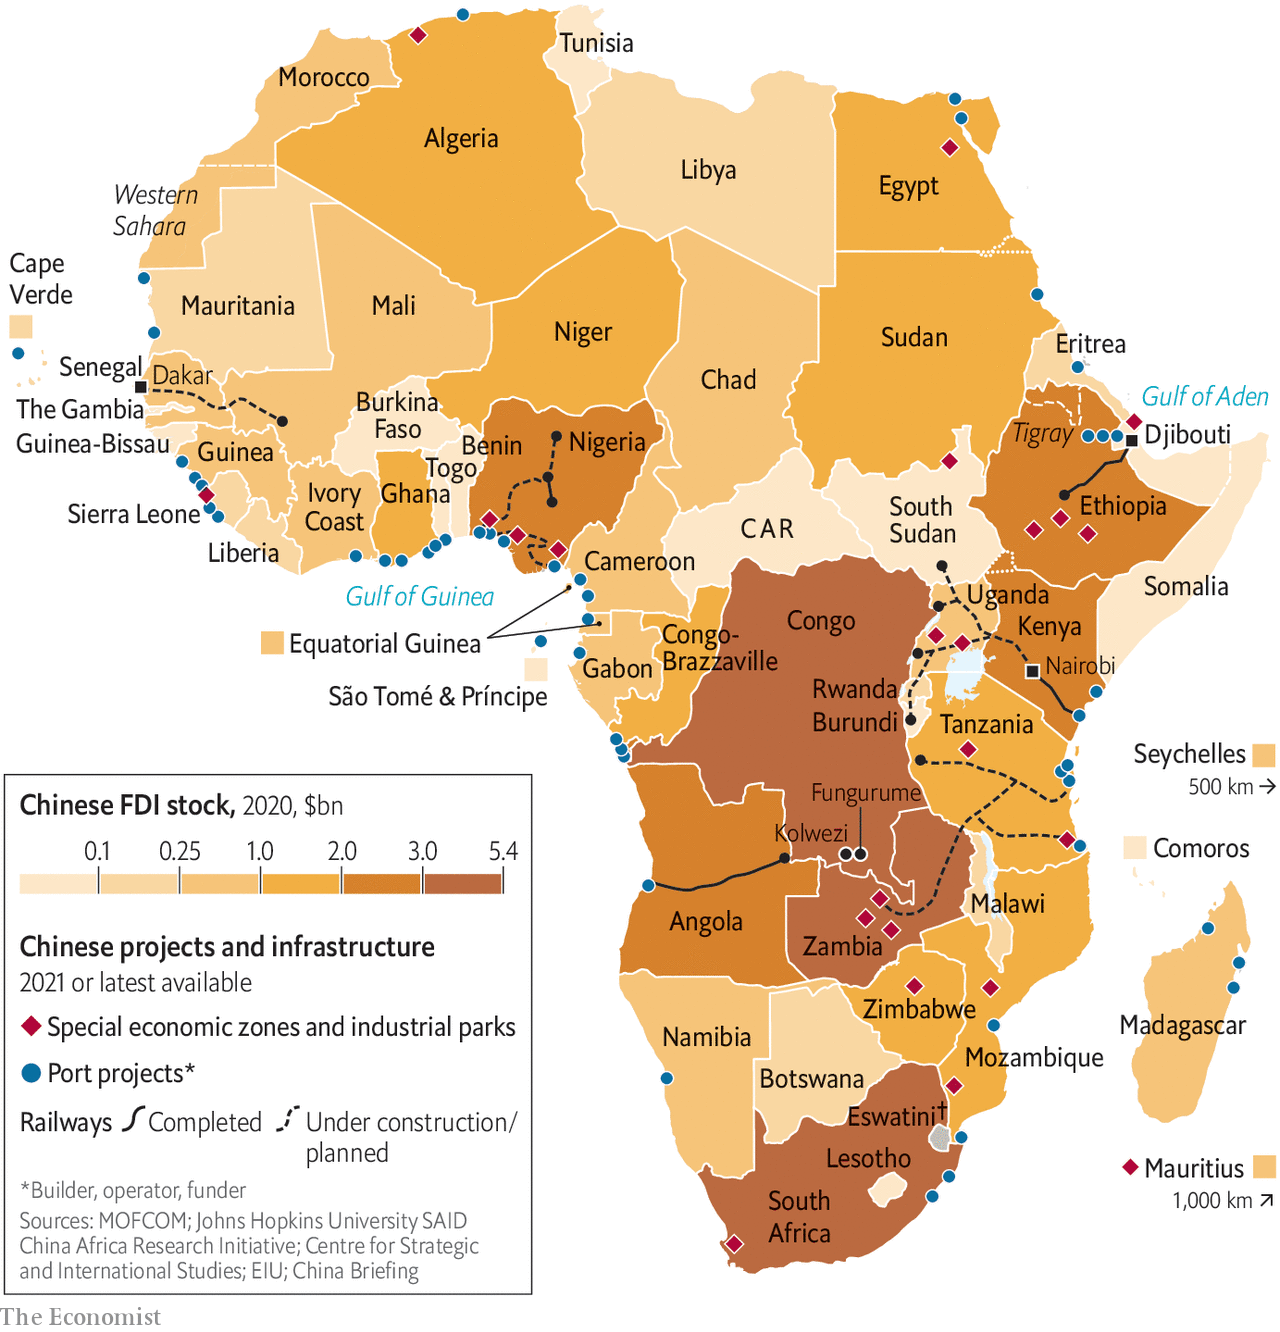 Tunisia
Morocco
Algeria
Libya
Egypt
Western
Sahara
Cape
Verde
Mauritania
Mali
Niger
Chad
Sudan
Eritrea
Senegal
Dakar
The Gambia
Guinea-Bissau
Guinea
Burkina
Faso
Benin
Togo
Nigeria
Ivory
Coast
Ghana
Sierra Leone
Liberia
Gulf of Aden
Tigray
Djibouti
Ethiopia
South
Sudan
CAR
Cameroon
Somalia
Gulf of Guinea
Equatorial Guinea
Uganda
Kenya
Congo
Congo-
Brazzaville
Gabon
Nairobi
São Tomé & Príncipe
Rwanda
Burundi
Tanzania
Seychelles
500 km →
Fungurume
Kolwezi
Comoros
Angola
Zambia
Malawi
Zimbabwe
Namibia
Mozambique
Madagascar
Botswana
Eswatini†
Lesotho
South
Africa
Mauritius
1,000 km ↗
Chinese FDI stock, 2020, $bn
0.1 0.25 1.0 2.0 3.0 5.4
Chinese projects and infrastructure
2021 or latest available
Special economic zones and industrial parks
Port projects*
Railways Completed Under construction/
planned
*Builder, operator, funder
Sources: MOFCOM; Johns Hopkins University SAID
China Africa Research Initiative; Centre for Strategic
and International Studies; EIU; China Briefing
The Economist